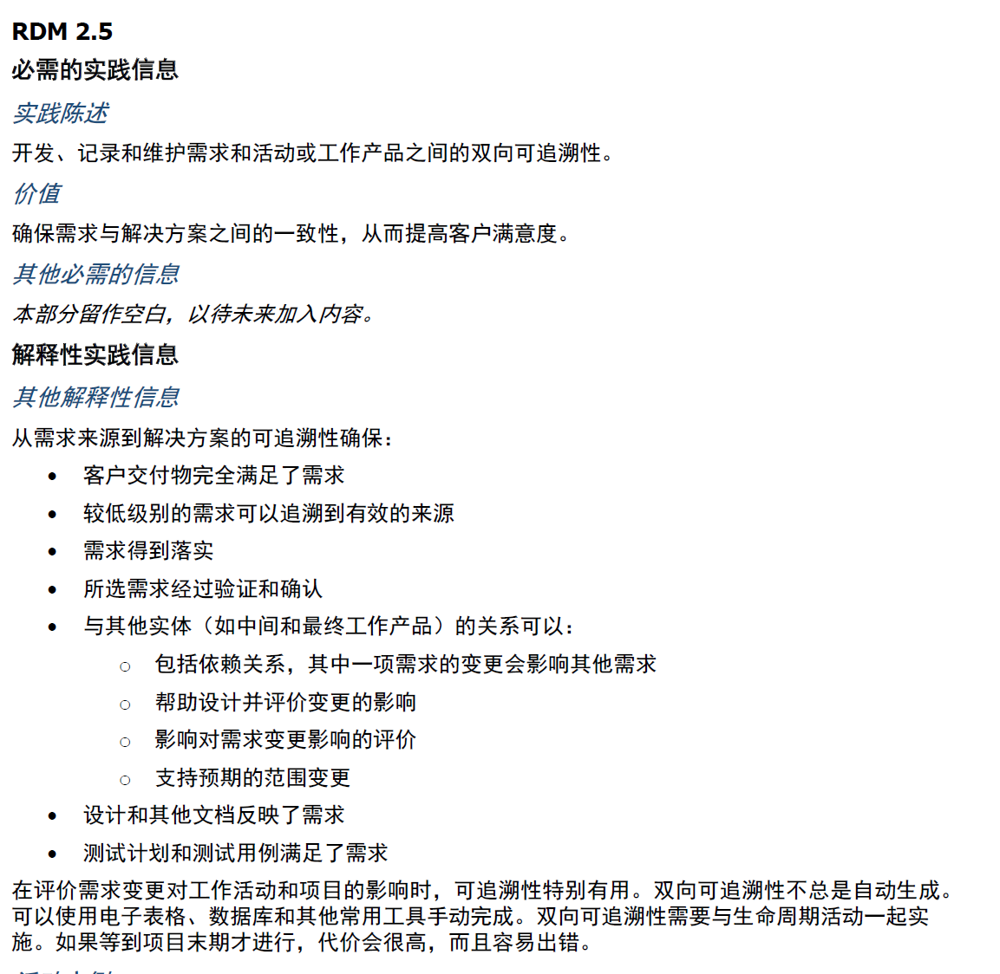 RDM 2.5
必需的实践信息
实践陈述
开发、记录和维护需求和活动或工作产品之间的双向可追溯性。
价值
确保需求与解决方案之间的一致性，从而提高客户满意度。
其他必需的信息
本部分留作空白，以待未来加入内容。
解释性实践信息
其他解释性信息
从需求来源到解决方案的可追溯性确保：
• 客户交付物完全满足了需求
• 较低级别的需求可以追溯到有效的来源
• 需求得到落实
• 所选需求经过验证和确认
• 与其他实体（如中间和最终工作产品）的关系可以：
○ 包括依赖关系，其中一项需求的变更会影响其他需求
○ 帮助设计并评价变更的影响
○ 影响对需求变更影响的评价
○ 支持预期的范围变更
• 设计和其他文档反映了需求
• 测试计划和测试用例满足了需求
在评价需求变更对工作活动和项目的影响时，可追溯性特别有用。双向可追溯性不总是自动生成。
可以使用电子表格、数据库和其他常用工具手动完成。双向可追溯性需要与生命周期活动一起实
施。如果等到项目末期才进行，代价会很高，而且容易出错。